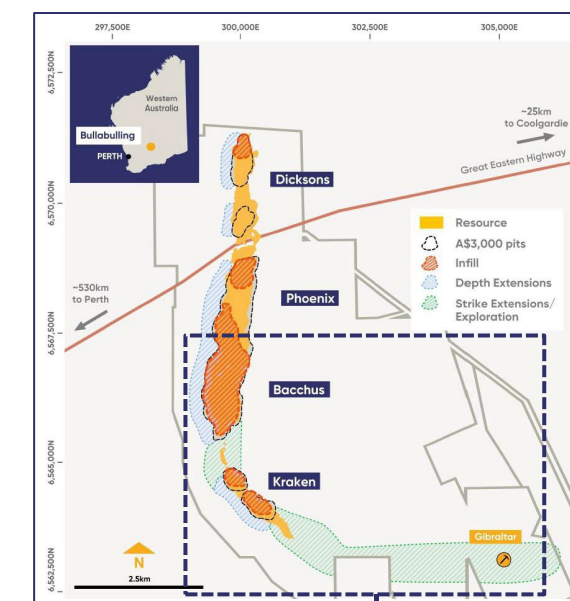 297,500E
300,000E
302,500E
305,000E
6,572,500N
Western
Australia
Bullabulling
PERTH
~25km
to Coolgardie
Great Eastern Highway
Dicksons
6,570,000N
Resource
A$3,000 pits
Infill
Depth Extensions
Strike Extensions/
Exploration
~530km
to Perth
Phoenix
6,567,500N
Bacchus
6,565,000N
Kraken
Gibraltar
N
2.5km
6,562,500N